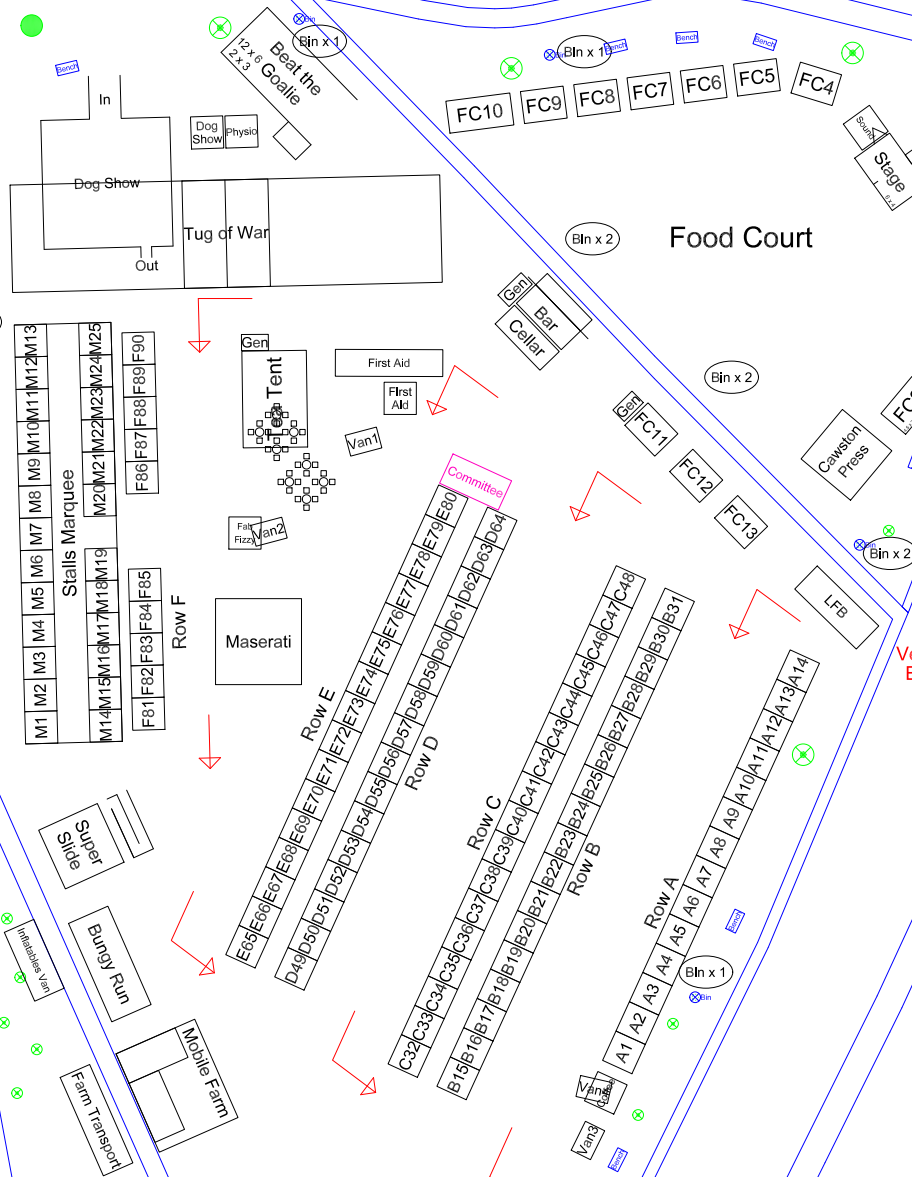 Bin
Bin x 1
Bench
Beat the
Goalie
12 x 6
2 x 3
In
Dog
Show
Physio
Dog Show
Tug of War
Out
Bin
BIn x 1
Bench
Bench
Bench
FC10
FC9
FC8
FC7
FC6
FC5
FC4
Sound
Stage
6 x 4
BIn x 2
Food Court
Gen
Bar
Cellar
BIn x 2
Gen
FC11
FC12
FC13
Cawston
Press
Bin
BIn x 2
LFB
M13
M12
M11
M10
M9
M8
M7
M6
M5
M4
M3
M2
M1
Stalls Marquee
M25
M24
M23
M22
M21
M20
M19
M18
M17
M16
M15
M14
F90
F89
F88
F87
F86
F85
F84
F83
F82
F81
Row F
Gen
Tea Tent
First Aid
FIrst
AId
Van1
Fab
Fizzy
Van2
Maserati
Committee
E80
E79
E78
E77
E76
E75
E74
E73
E72
E71
E70
E69
E68
E67
E66
E65
Row E
D64
D63
D62
D61
D60
D59
D58
D57
D56
D55
D54
D53
D52
D51
D50
D49
Row D
C48
C47
C46
C45
C44
C43
C42
C41
C40
C39
C38
C37
C36
C35
C34
C33
C32
Row C
B31
B30
B29
B28
B27
B26
B25
B24
B23
B22
B21
B20
B19
B18
B17
B16
B15
Row B
A14
A13
A12
A11
A10
A9
A8
A7
A6
A5
A4
A3
A2
A1
Row A
Bench
BIn x 1
Bin
Coffee
Van3
Bench
Super
Slide
Inflatables Van
Bungy Run
Mobile Farm
Farm Transport